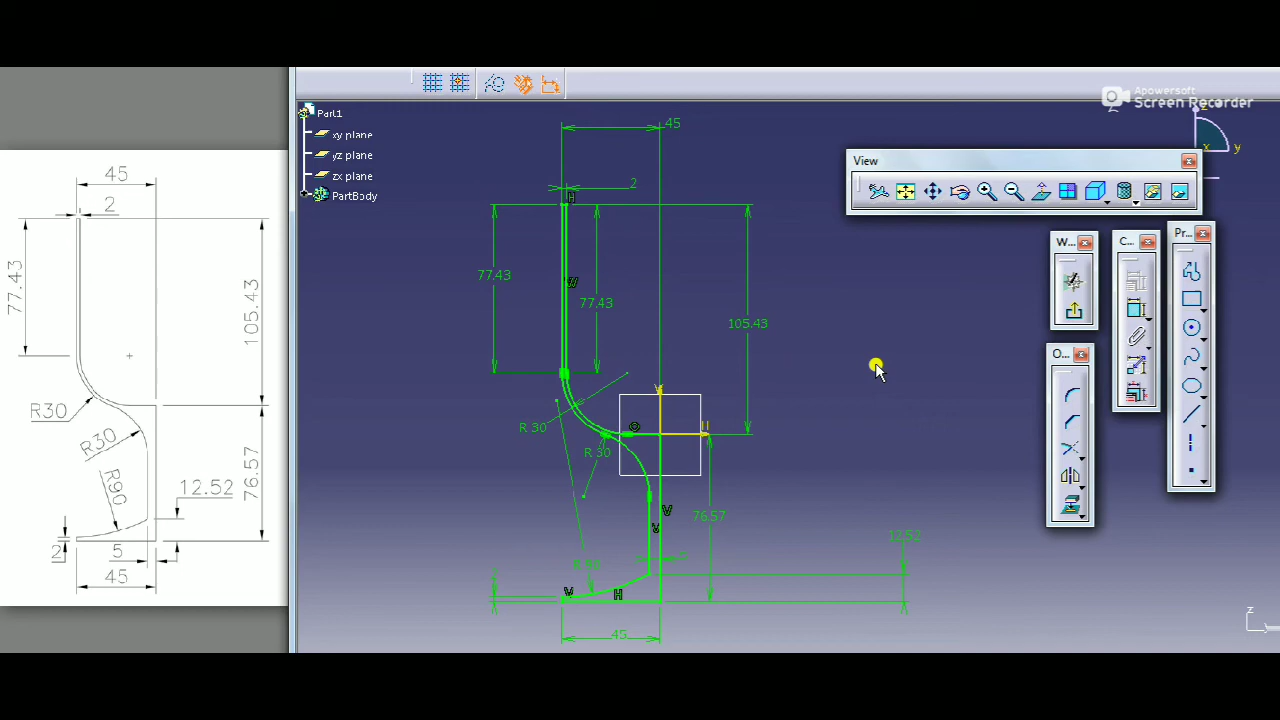 Apowersoft
Screen Recorder
Part1
xy plane
yz plane
zx plane
PartBody
View
W...
C...
Pr...
O...
z
y
x
45
2
77.43
105.43
R30
R30
R90
12.52
76.57
2
5
45
45
2
H
77.43
V
77.43
105.43
R 30
R 30
V
H
76.57
V
V
12.52
V
H
45
z